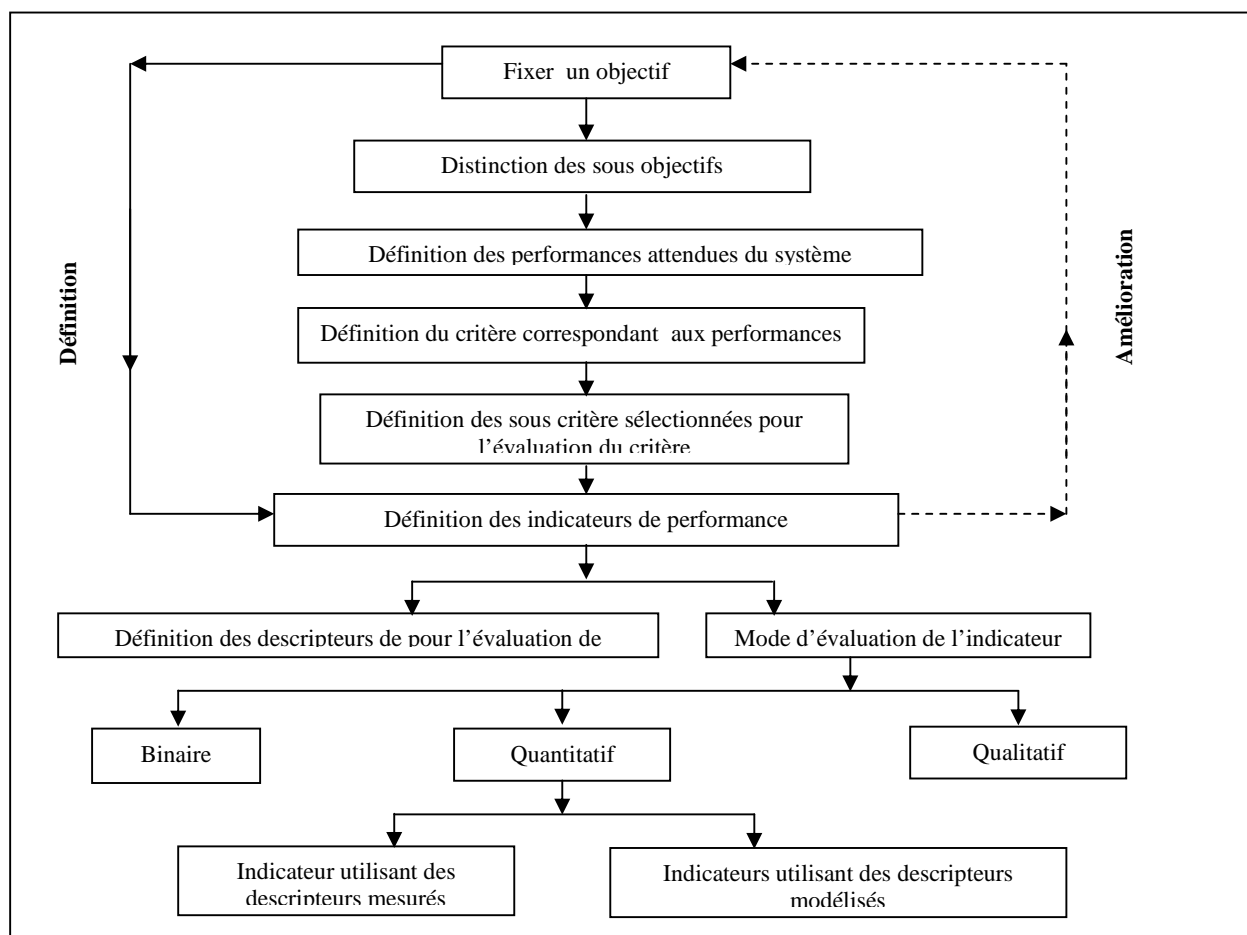 Fixer un objectif
Distinction des sous objectifs
Définition des performances attendues du système
Définition
Amélioration
Définition du critère correspondant aux performances
Définition des sous critère sélectionnées pour
l’évaluation du critère
Définition des indicateurs de performance
Définition des descripteurs de pour l’évaluation de
Mode d’évaluation de l’indicateur
Binaire
Quantitatif
Qualitatif
Indicateur utilisant des
descripteurs mesurés
Indicateurs utilisant des descripteurs
modélisés